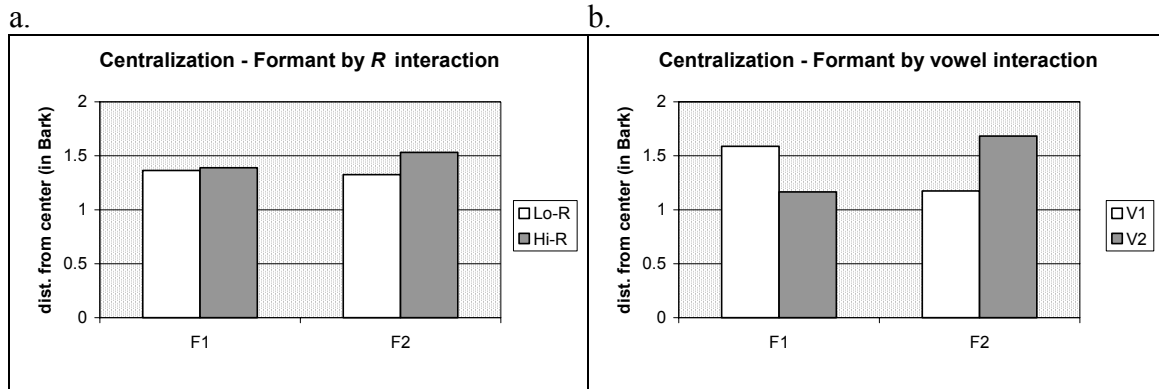 a.
Centralization - Formant by R interaction
dist. from center (in Bark)
2
1.5
1
0.5
0
F1 F2
Lo-R
Hi-R
b.
Centralization - Formant by vowel interaction
dist. from center (in Bark)
2
1.5
1
0.5
0
F1 F2
V1
V2